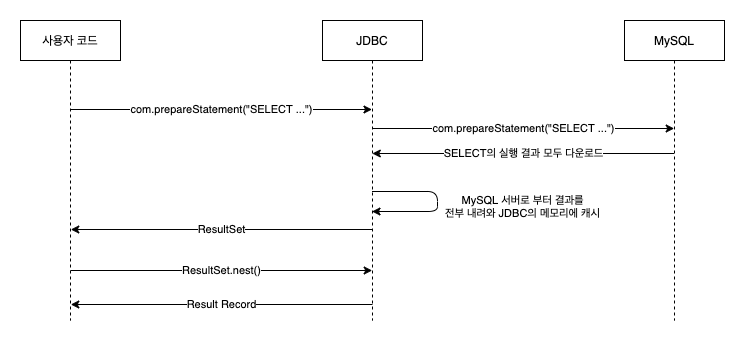 사용자 코드
JDBC
MySQL
com.prepareStatement("SELECT ...")
com.prepareStatement("SELECT ...")
SELECT의 실행 결과 모두 다운로드
MySQL 서버로 부터 결과를
전부 내려와 JDBC의 메모리에 캐시
ResultSet
ResultSet.nest()
Result Record